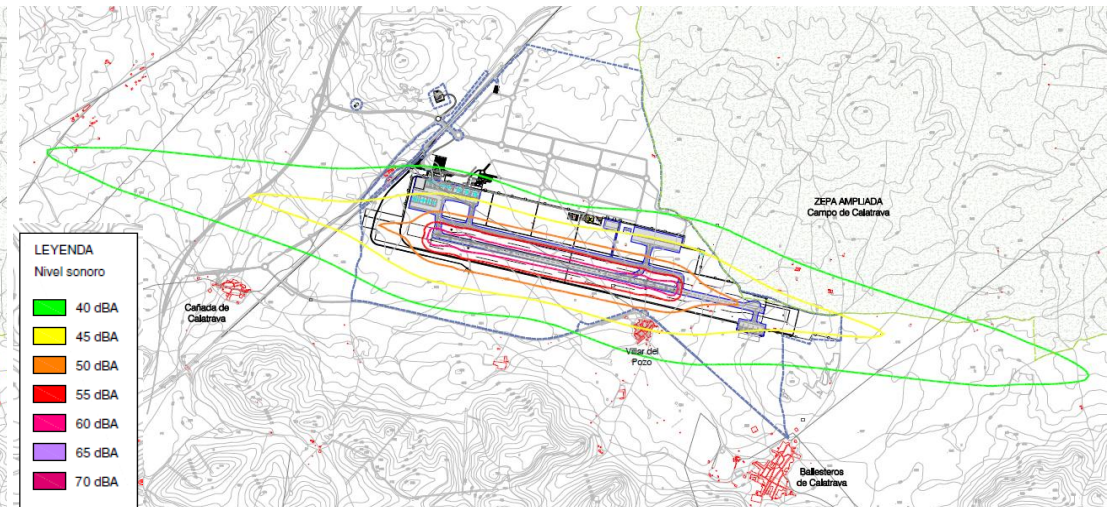 ZEPA AMPLIADA
Campo de Calatrava
LEYENDA
Nivel sonoro
40 dBA
45 dBA
50 dBA
55 dBA
60 dBA
65 dBA
70 dBA
Cañada de
Calatrava
Villar del
Pozo
Ballesteros
de Calatrava